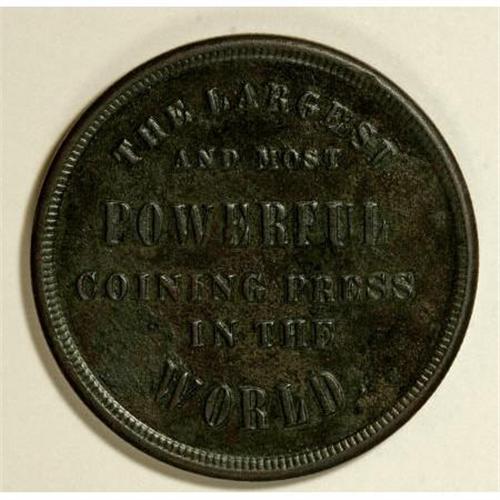 THE LARGEST
AND MOST
POWERFUL
COINING PRESS
IN THE
WORLD